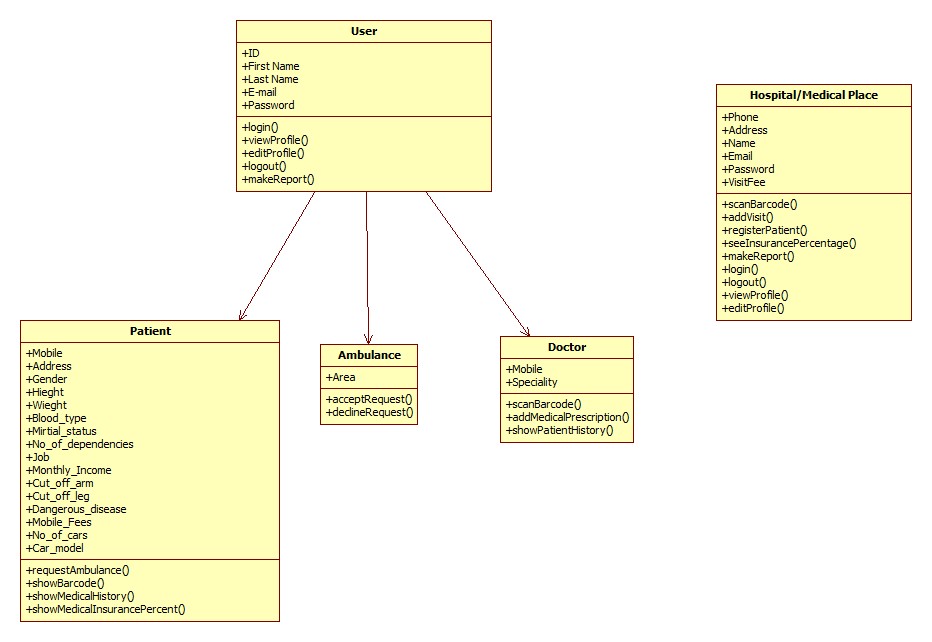 User
+ID
+First Name
+Last Name
+E-mail
+Password
+login()
+viewProfile()
+editProfile()
+logout()
+makeReport()
Hospital/Medical Place
+Phone
+Address
+Name
+Email
+Password
+VisitFee
+scanBarcode()
+addVisit()
+registerPatient()
+seeInsurancePercentage()
+makeReport()
+login()
+logout()
+viewProfile()
+editProfile()
Patient
+Mobile
+Address
+Gender
+Hieght
+Wieght
+Blood_type
+Mirtial_status
+No_of_dependencies
+Job
+Monthly_Income
+Cut_off_arm
+Cut_off_leg
+Dangerous_disease
+Mobile_Fees
+No_of_cars
+Car_model
+requestAmbulance()
+showBarcode()
+showMedicalHistory()
+showMedicalInsurancePercent()
Ambulance
+Area
+acceptRequest()
+declineRequest()
Doctor
+Mobile
+Speciality
+scanBarcode()
+addMedicalPrescription()
+showPatientHistory()